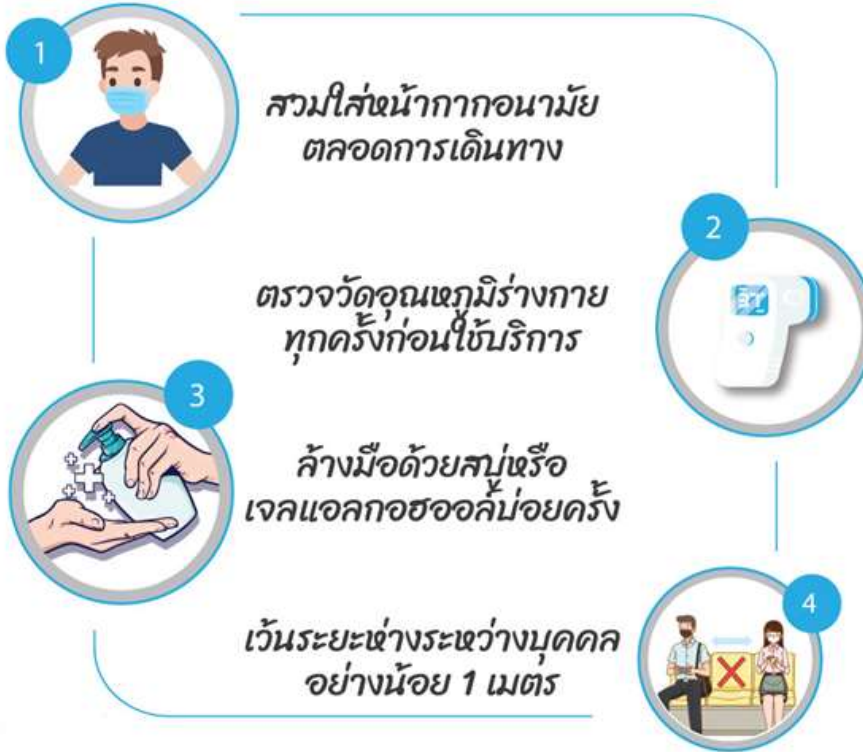 1
สวมใส่หน้ากากอนามัย
ตลอดการเดินทาง
2
37
ตรวจวัดอุณหภูมิร่างกาย
ทุกครั้งก่อนใช้บริการ
3
ล้างมือด้วยสบู่หรือ
เจลแอลกอฮออล์บ่อยครั้ง
4
เว้นระยะห่างระหว่างบุคคล
อย่างน้อย 1 เมตร